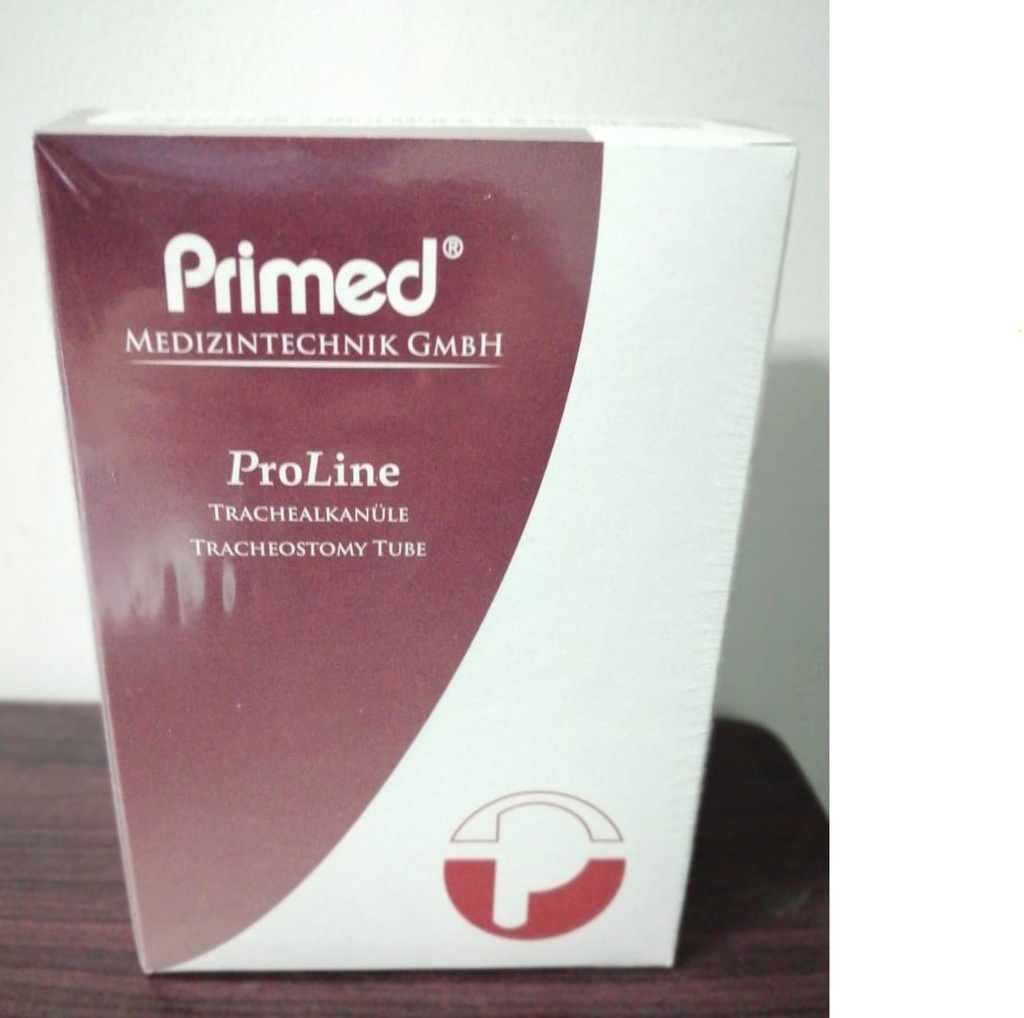 Primed®
MEDIZINTECHNIK GMBH
ProLine
TRACHEALKANÜLE
TRACHEOSTOMY TUBE